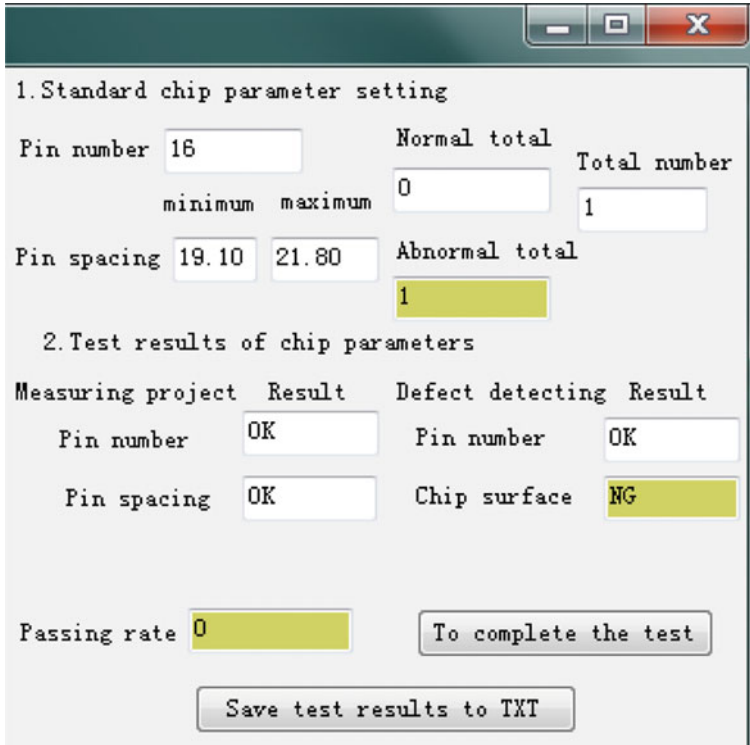 1.Standard chip parameter setting
Pin number 16
Normal total
0
Total number
1
minimum maximum
Pin spacing 19.10 21.80
Abnormal total
1
2.Test results of chip parameters
Measuring project Result Defect detecting Result
Pin number OK Pin number OK
Pin spacing OK Chip surface NG
Passing rate 0 To complete the test
Save test results to TXT